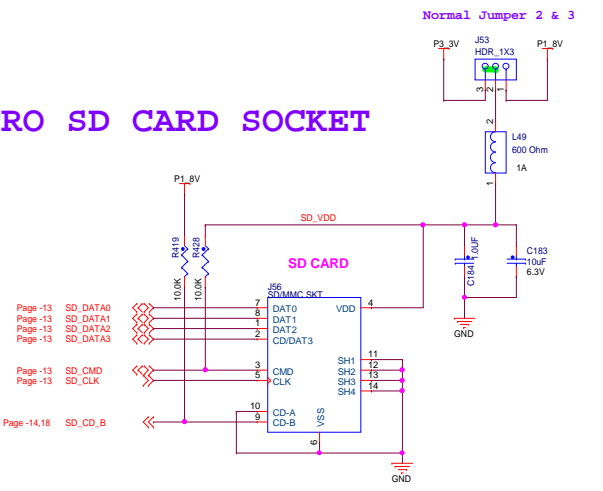 Normal Jumper 2 & 3
P3_3V
J53
HDR_1X3
P1_8V
3
2
1
RO SD CARD SOCKET
2
L49
600 Ohm
1A
1
P1_8V
SD_VDD
R419
R428
10.0K
10.0K
SD CARD
C184
1.0UF
C183
10uF
6.3V
GND
J56
SD/MMC SKT
Page -13 SD_DATA0 7 DAT0 VDD 4
Page -13 SD_DATA1 8 DAT1
Page -13 SD_DATA2 1 DAT2
Page -13 SD_DATA3 2 CD/DAT3
SH1 11
SH2 12
SH3 13
SH4 14
Page -13 SD_CMD 3 CMD
Page -13 SD_CLK 5 CLK
10 CD-A
Page -14,18 SD_CD_B 9 CD-B
VSS
6
GND